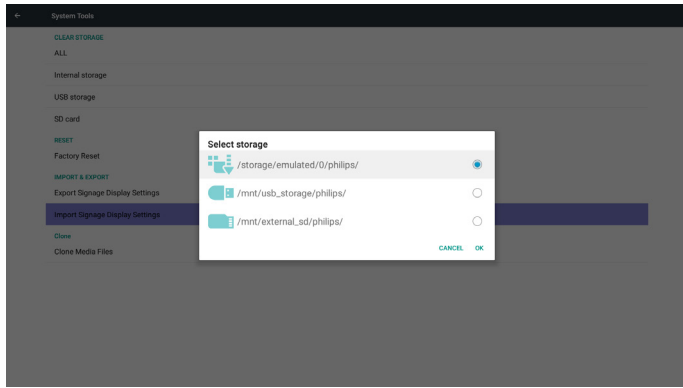 System Tools
CLEAR STORAGE
ALL
Internal storage
USB storage
SD card
RESET
Factory Reset
IMPORT & EXPORT
Export Signage Display Settings
Import Signage Display Settings
Clone
Clone Media Files
Select storage
/storage/emulated/0/philips/
/mnt/usb_storage/philips/
/mnt/external_sd/philips/
CANCEL OK